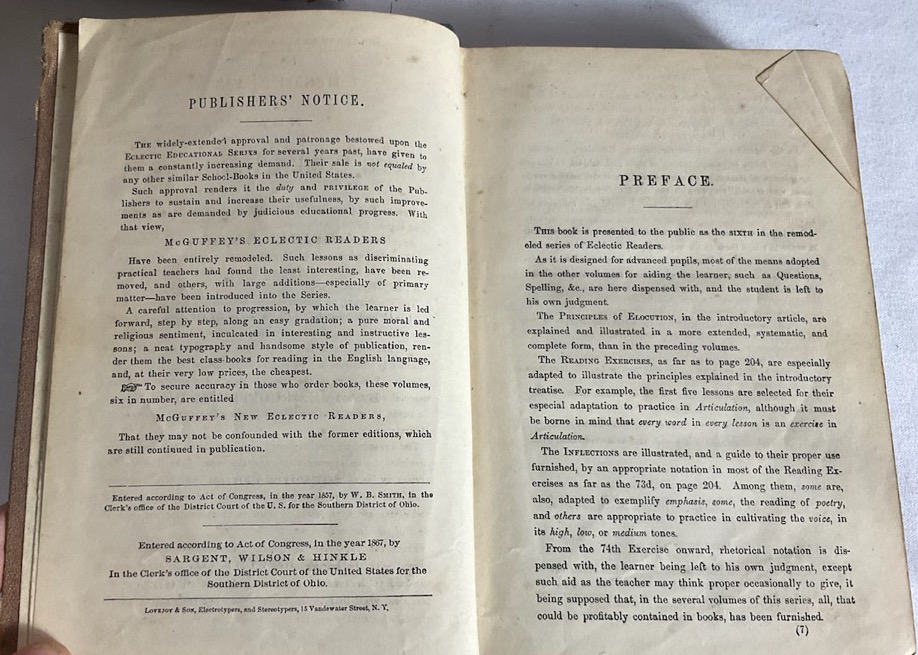 PUBLISHERS' NOTICE.
THE widely-extended approval and patronage bestowed upon the
ECLECTIC EDUCATIONAL SERIES for several years past, have given to
them a constantly increasing demand. Their sale is not equaled by
any other similar School-Books in the United States.
Such approval renders it the duty and PRIVILEGE of the Pub-
lishers to sustain and increase their usefulness, by such improve-
ments as are demanded by judicious educational progress. With
that view,
MCGUFFEY'S ECLECTIC READERS
Have been entirely remodeled. Such lessons as discriminating
practical teachers had found the least interesting, have been re-
moved, and others, with large additions—especially of primary
matter—have been introduced into the Series.
A careful attention to progression, by which the learner is led
forward, step by step, along an easy gradation; a pure moral and
religious sentiment, inculcated in interesting and instructive les-
sons; a neat typography and handsome style of publication, ren-
der them the best class-books for reading in the English language,
and, at their very low prices, the cheapest.
☞ To secure accuracy in those who order books, these volumes,
six in number, are entitled
MCGUFFEY'S NEW ECLECTIC READERS,
That they may not be confounded with the former editions, which
are still continued in publication.
Entered according to Act of Congress, in the year 1857, by W. B. SMITH, in the
Clerk's office of the District Court of the U. S. for the Southern District of Ohio.
Entered according to Act of Congress, in the year 1867, by
SARGENT, WILSON & HINKLE
In the Clerk's office of the District Court of the United States for the
Southern District of Ohio.
LOVEJOY & SON, Electrotypers, and Stereotypers, 15 Vandewater Street, N. Y.
PREFACE.
THIS book is presented to the public as the SIXTH in the remod-
eled series of Eclectic Readers.
As it is designed for advanced pupils, most of the means adopted
in the other volumes for aiding the learner, such as Questions,
Spelling, &c., are here dispensed with, and the student is left to
his own judgment.
The PRINCIPLES OF ELOCUTION, in the introductory article, are
explained and illustrated in a more extended, systematic, and
complete form, than in the preceding volumes.
The READING EXERCISES, as far as to page 204, are especially
adapted to illustrate the principles explained in the introductory
treatise. For example, the first five lessons are selected for their
especial adaptation to practice in Articulation, although it must
be borne in mind that every word in every lesson is an exercise in
Articulation.
The INFLECTIONS are illustrated, and a guide to their proper use
furnished, by an appropriate notation in most of the Reading Ex-
ercises as far as the 73d, on page 204. Among them, some are,
also, adapted to exemplify emphasis, some, the reading of poetry,
and others are appropriate to practice in cultivating the voice, in
its high, low, or medium tones.
From the 74th Exercise onward, rhetorical notation is dis-
pensed with, the learner being left to his own judgment, except
such aid as the teacher may think proper occasionally to give, it
being supposed that, in the several volumes of this series, all, that
could be profitably contained in books, has been furnished.
(7)